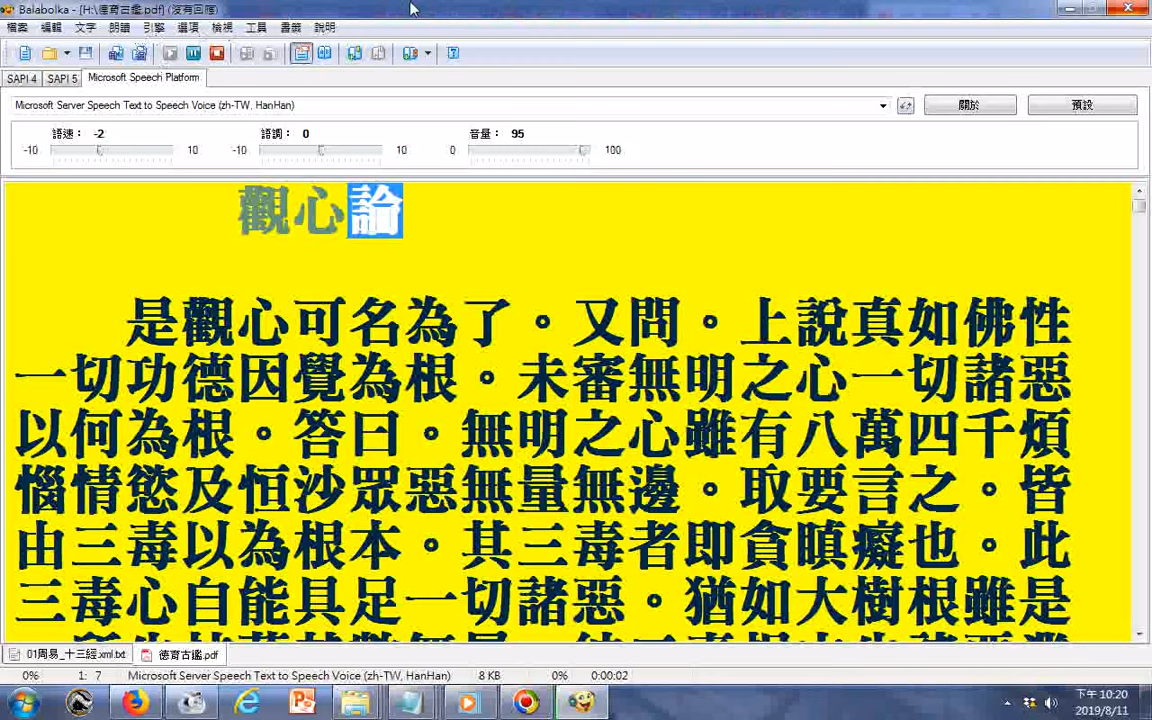 Balabolka - [H:\德育古鑑.pdf] (沒有回應)
檔案 編輯 文字 朗讀 引擎 選項 檢視 工具 書籤 說明
SAPI 4 SAPI 5 Microsoft Speech Platform
Microsoft Server Speech Text to Speech Voice (zh-TW, HanHan) 關於 預設
語速： -2 語調： 0 音量： 95
-10 10 -10 10 0 100
觀心論
是觀心可名為了。又問。上說真如佛性
一切功德因覺為根。未審無明之心一切諸惡
以何為根。答曰。無明之心雖有八萬四千煩
惱情慾及恒沙眾惡無量無邊。取要言之。皆
由三毒以為根本。其三毒者即貪瞋癡也。此
三毒心自能具足一切諸惡。猶如大樹根雖是
01周易_十三經.xml.txt 德育古鑑.pdf
0% 1: 7 Microsoft Server Speech Text to Speech Voice (zh-TW, HanHan) 8 KB 0% 0:00:02
下午 10:20
2019/8/11